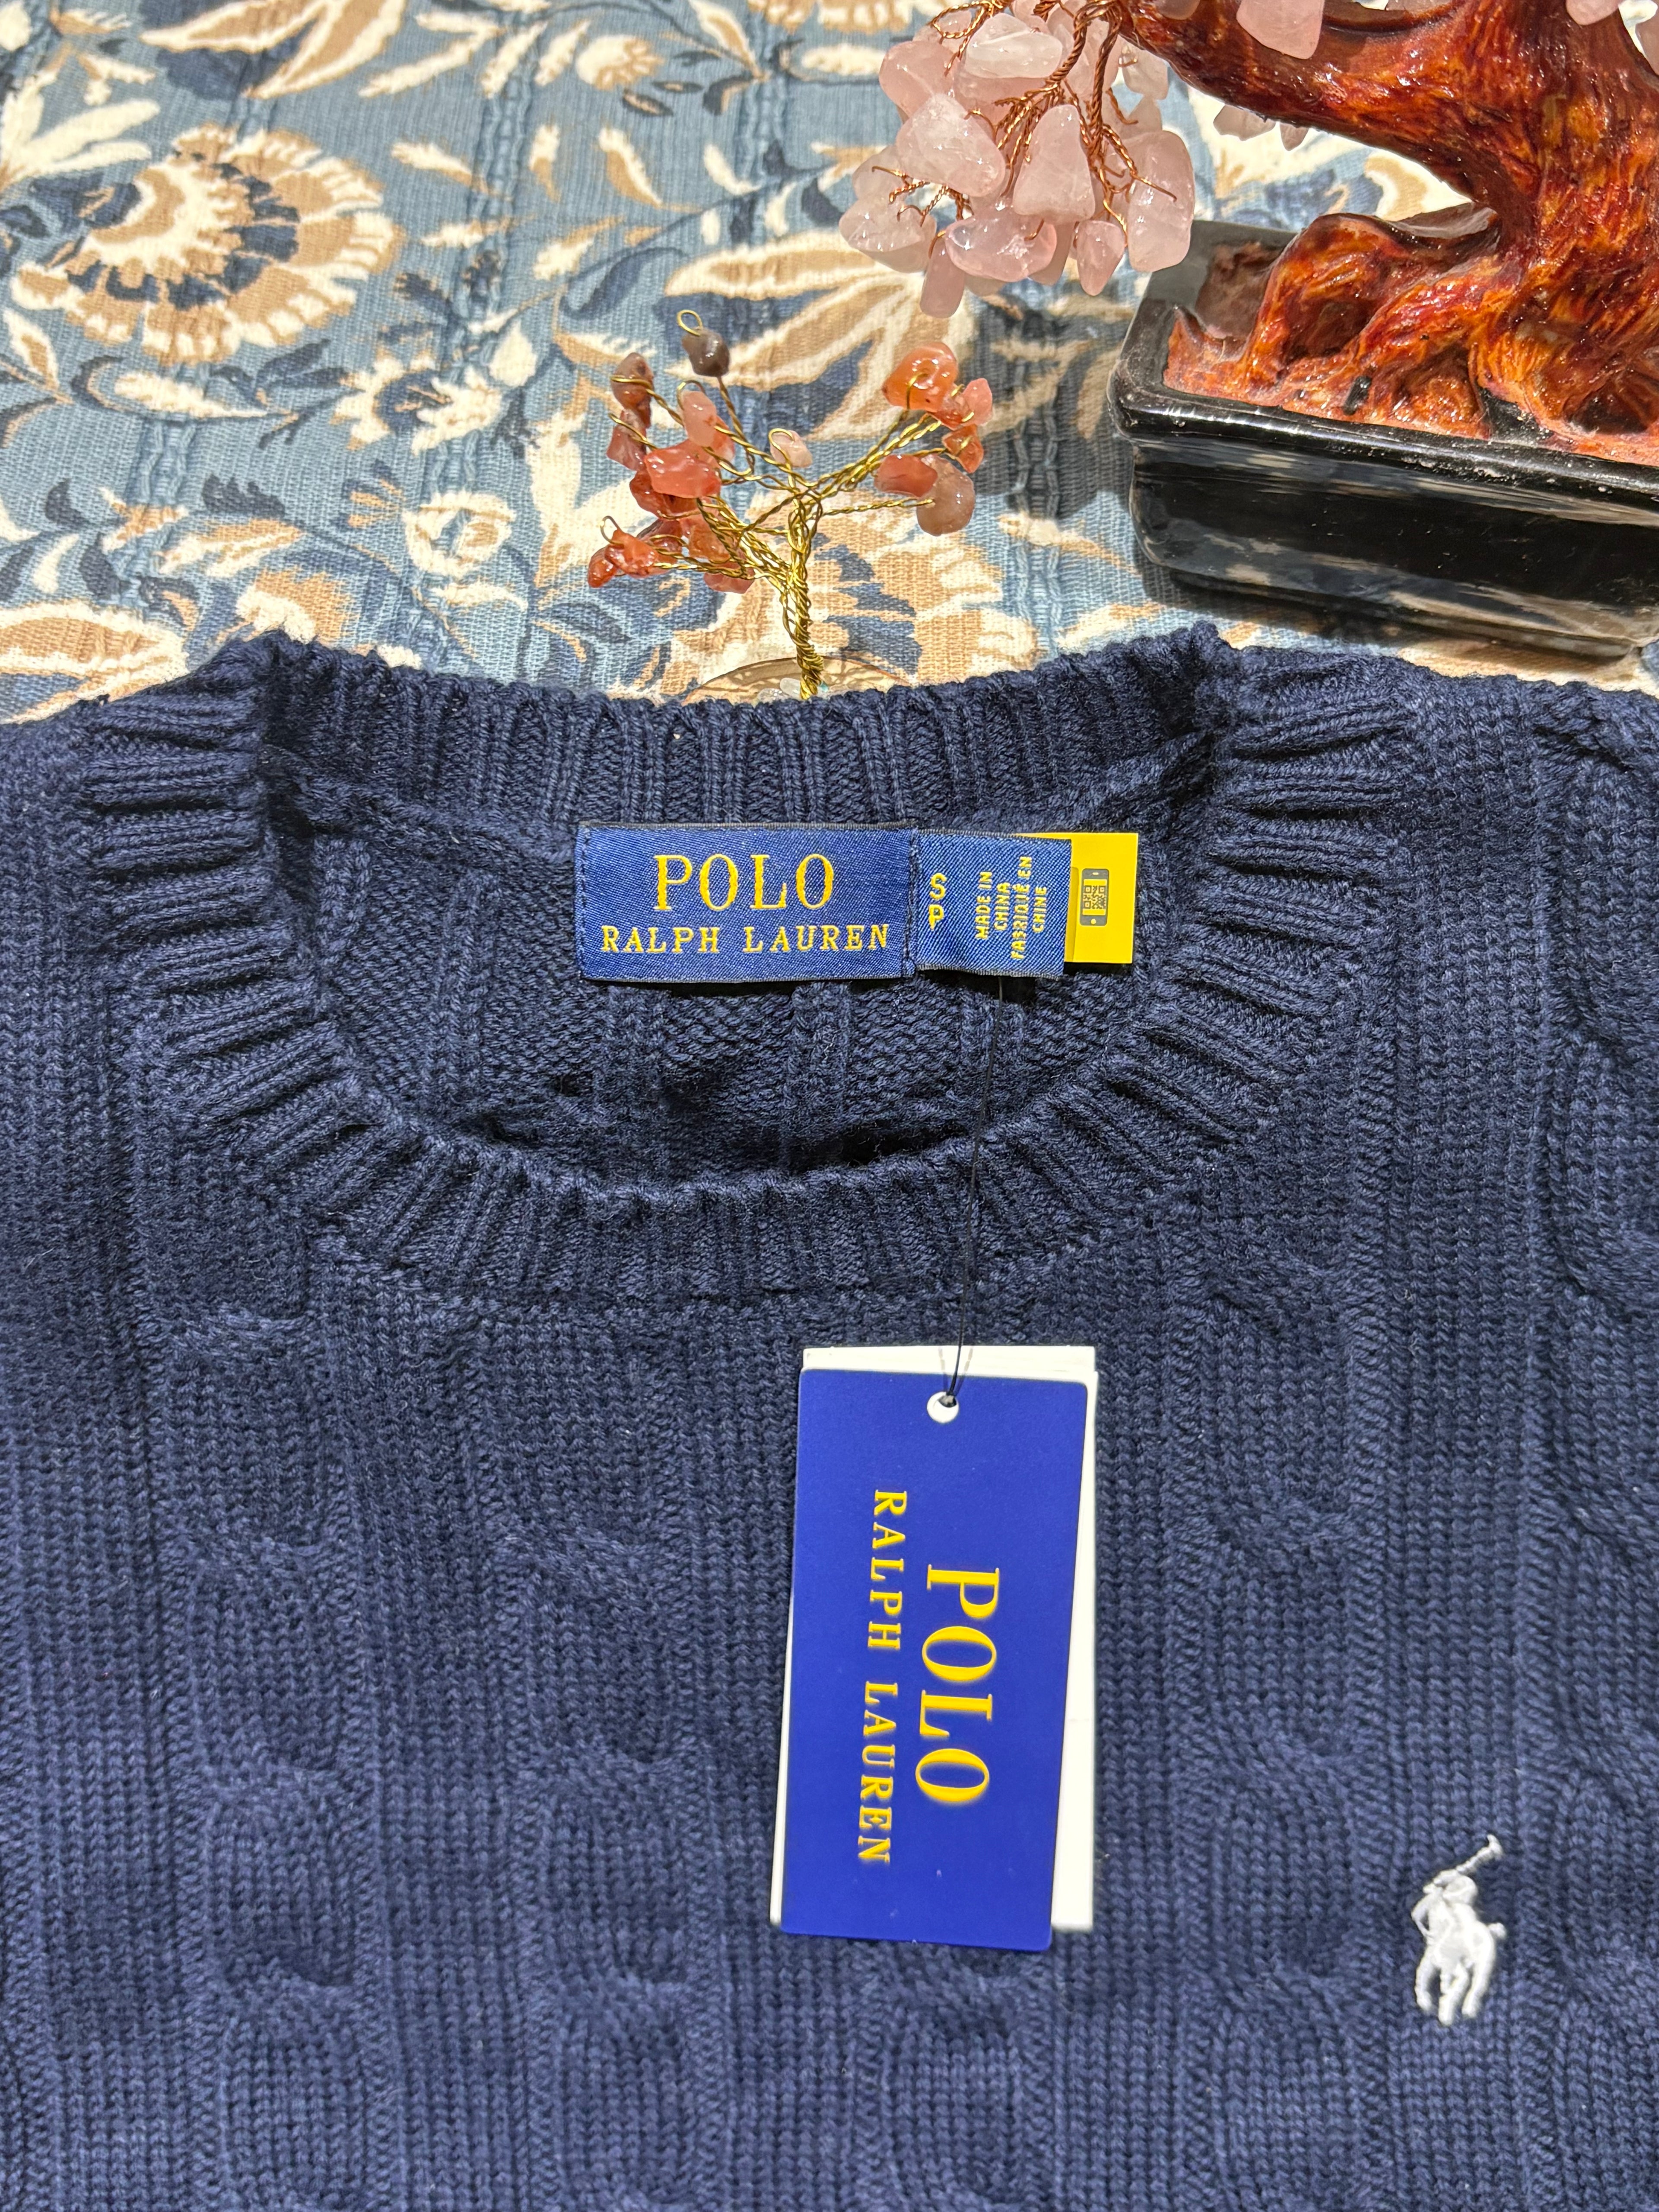 POLO
RALPH LAUREN
S
P
MADE IN
CHINA
FABRIQUÉ EN
CHINE
POLO
RALPH LAUREN